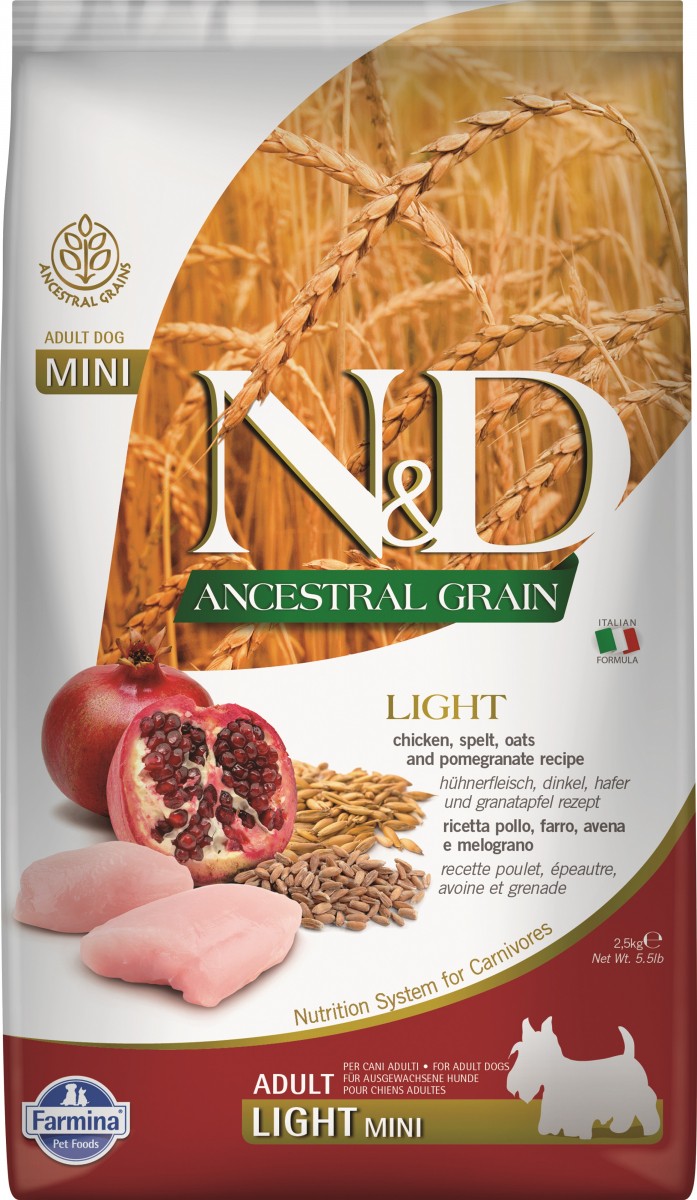 ANCESTRAL GRAINS
ADULT DOG
MINI
N&D
ANCESTRAL GRAIN
ITALIAN
FORMULA
LIGHT
chicken, spelt, oats
and pomegranate recipe
hühnerfleisch, dinkel, hafer
und granatapfel rezept
ricetta pollo, farro, avena
e melograno
recette poulet, épeautre,
avoine et grenade
2,5kg℮
Net Wt. 5.5lb
Nutrition System for Carnivores
ADULT
PER CANI ADULTI • FOR ADULT DOGS
FÜR AUSGEWACHSENE HUNDE
POUR CHIENS ADULTES
LIGHT MINI
Farmina®
Pet Foods